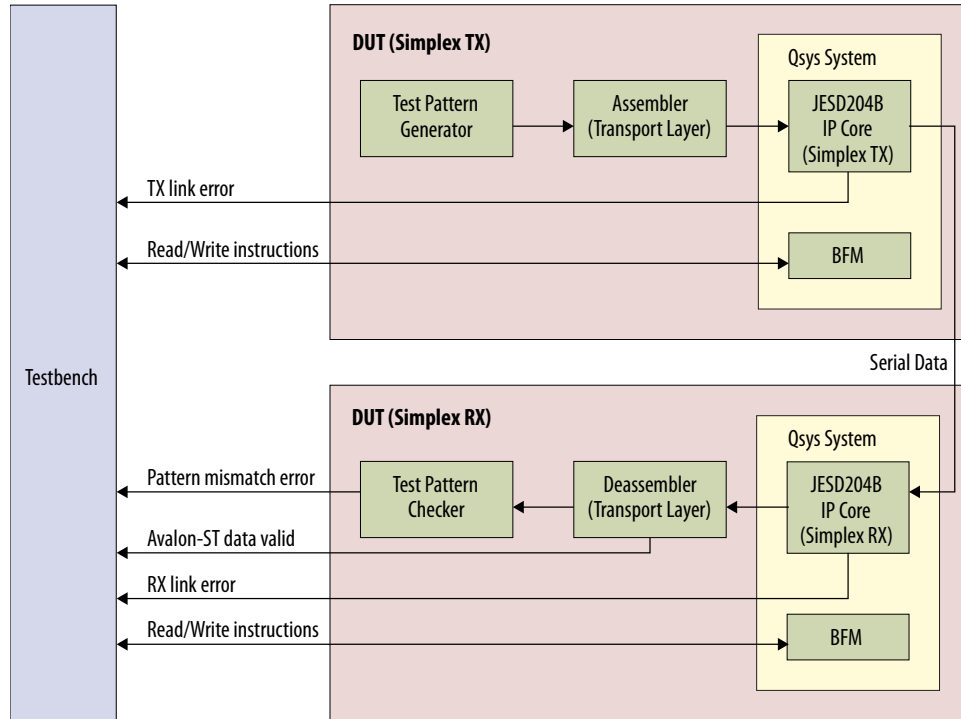 DUT (Simplex TX)
Qsys System
Test Pattern
Generator
Assembler
(Transport Layer)
JESD204B
IP Core
(Simplex TX)
TX link error
Read/Write instructions
BFM
Testbench
Serial Data
DUT (Simplex RX)
Qsys System
Pattern mismatch error
Test Pattern
Checker
Deassembler
(Transport Layer)
JESD204B
IP Core
(Simplex RX)
Avalon-ST data valid
RX link error
Read/Write instructions
BFM